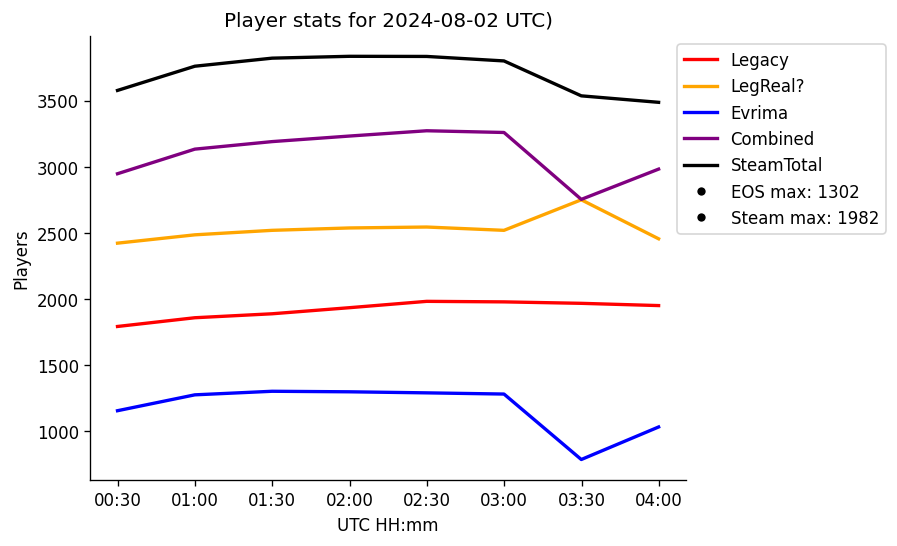 Player stats for 2024-08-02 UTC)
Legacy
LegReal?
Evrima
Combined
SteamTotal
EOS max: 1302
Steam max: 1982
Players
3500
3000
2500
2000
1500
1000
00:30 01:00 01:30 02:00 02:30 03:00 03:30 04:00
UTC HH:mm